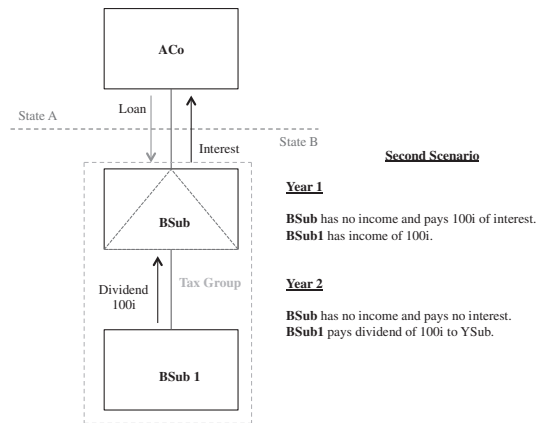 ACo
Loan
State A
State B
Interest
Second Scenario
Year 1
BSub has no income and pays 100i of interest.
BSub1 has income of 100i.
BSub
Tax Group
Dividend
100i
Year 2
BSub has no income and pays no interest.
BSub1 pays dividend of 100i to YSub.
BSub 1